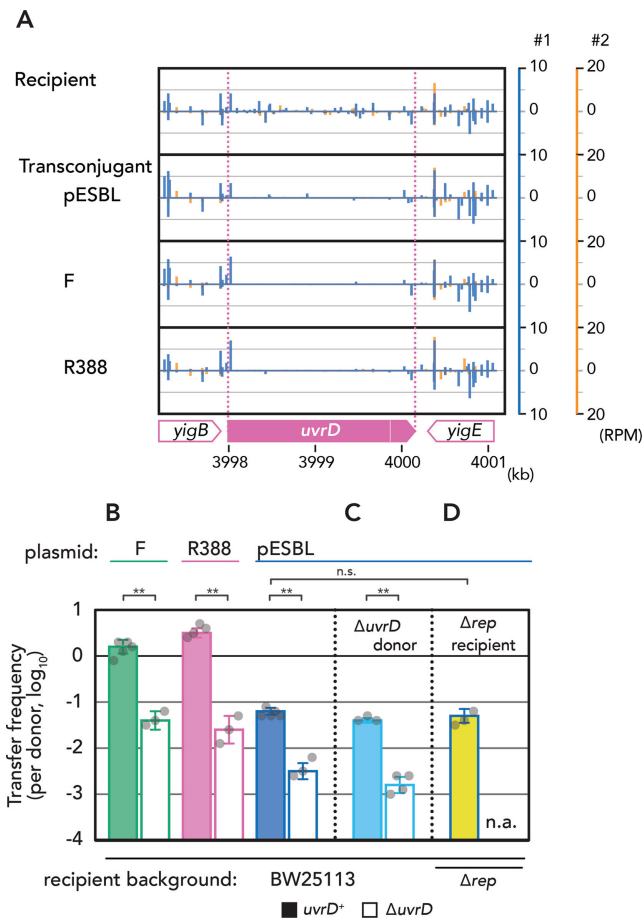 A
#1 #2
Recipient
10 20
0 0
Transconjugant
pESBL
10 20
0 0
F
10 20
0 0
R388
10 20
0 0
10 20
yigB uvrD yigE (RPM)
3998 3999 4000 4001 (kb)
B C D
plasmid: F R388 pESBL
n.s.
** ** ** **
ΔuvrD donor
Δrep recipient
Transfer frequency
(per donor, log10)
1
0
-1
-2
-3
-4
n.a.
recipient background: BW25113 Δrep
uvrD+ ΔuvrD